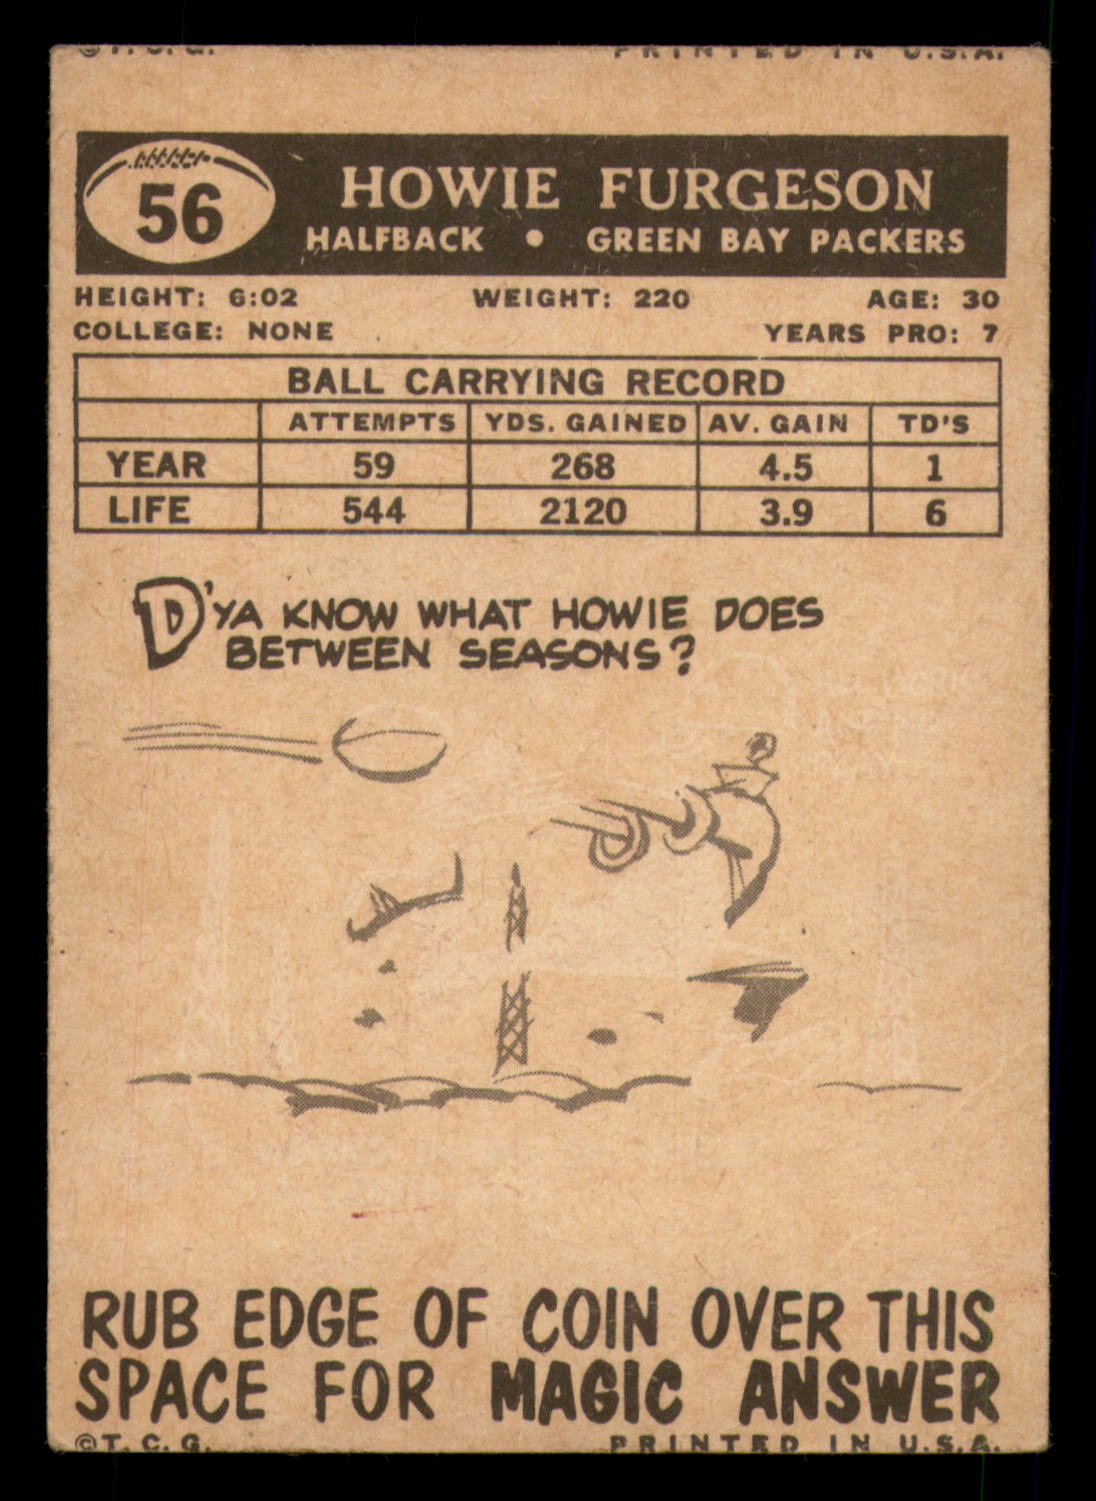 ©T. C. G. PRINTED IN U.S.A.
56
HOWIE FURGESON
HALFBACK • GREEN BAY PACKERS
HEIGHT: 6:02 WEIGHT: 220 AGE: 30
COLLEGE: NONE YEARS PRO: 7
BALL CARRYING RECORD
ATTEMPTS YDS. GAINED AV. GAIN TD'S
YEAR 59 268 4.5 1
LIFE 544 2120 3.9 6
D'YA KNOW WHAT HOWIE DOES
BETWEEN SEASONS?
RUB EDGE OF COIN OVER THIS
SPACE FOR MAGIC ANSWER
©T. C. G. PRINTED IN U.S.A.